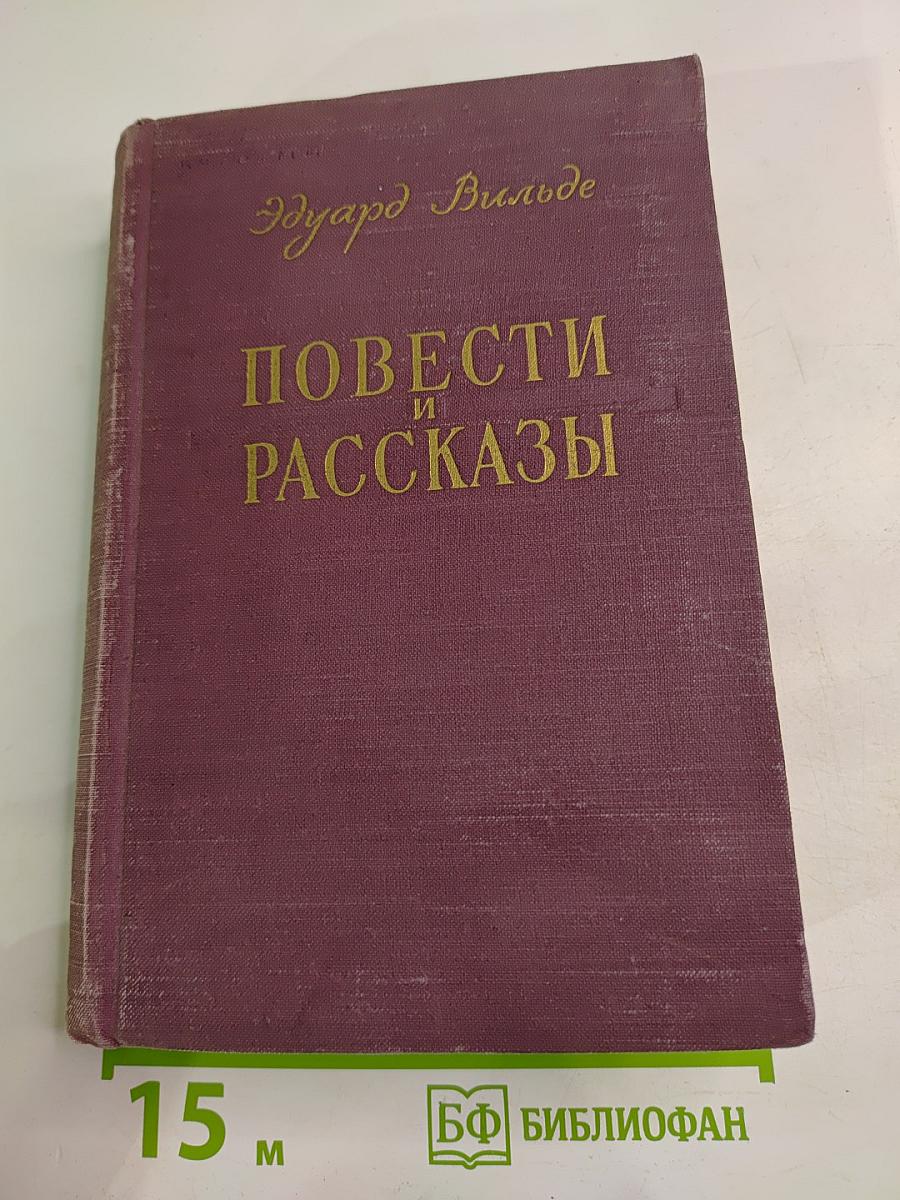 Эдуард Вильде
ПОВЕСТИ
и
РАССКАЗЫ
15 м
БФ БИБЛИОФАН